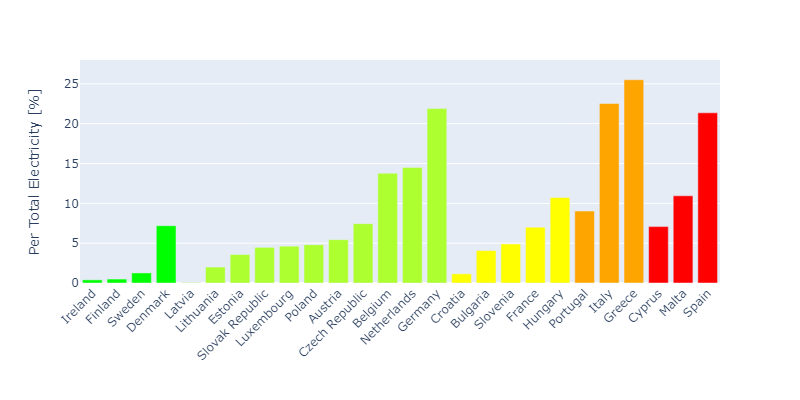 Per Total Electricity [%]
25
20
15
10
5
0
Ireland
Finland
Sweden
Denmark
Latvia
Lithuania
Estonia
Slovak Republic
Luxembourg
Poland
Austria
Czech Republic
Belgium
Netherlands
Germany
Croatia
Bulgaria
Slovenia
France
Hungary
Portugal
Italy
Greece
Cyprus
Malta
Spain